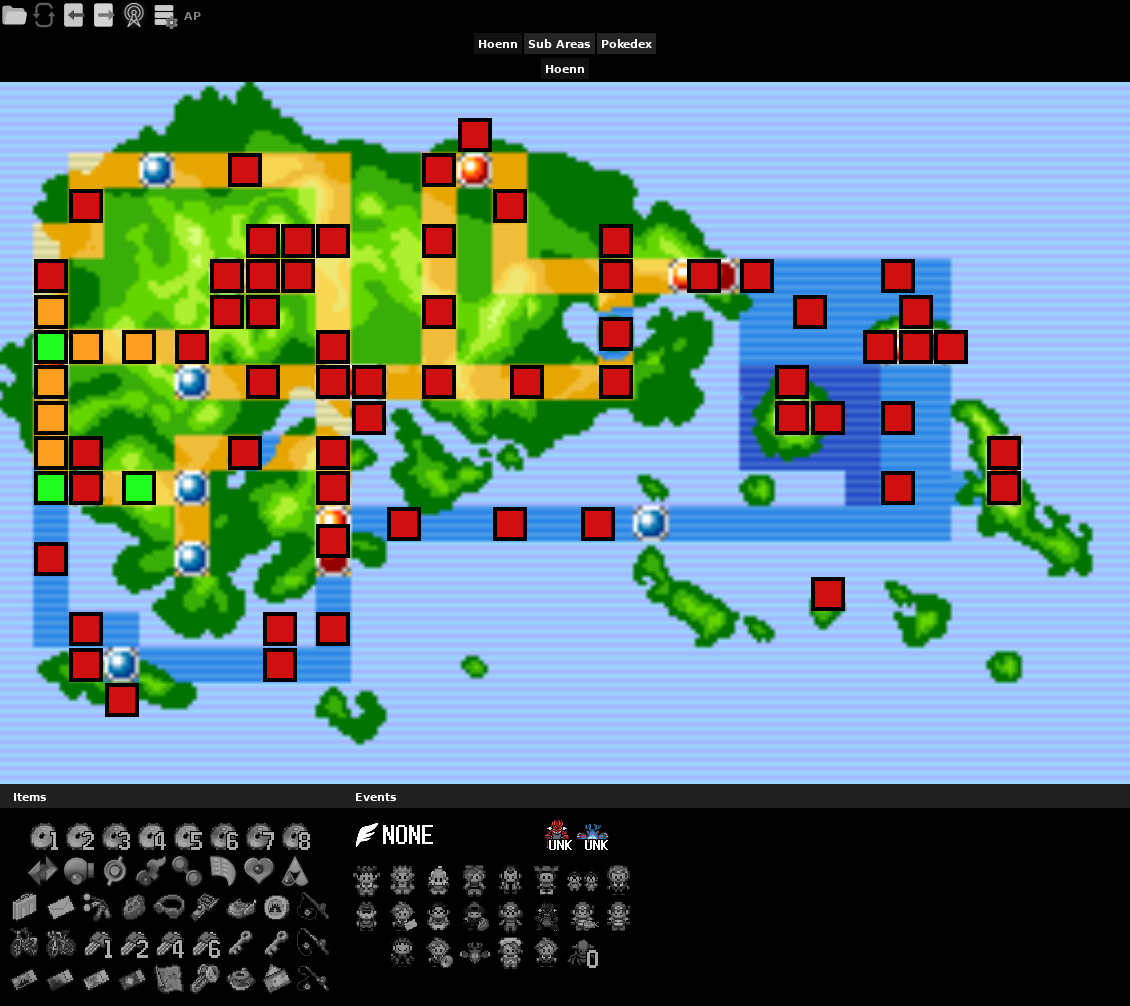 AP
Hoenn Sub Areas Pokedex
Hoenn
Items Events
1 2 3 4 5 6 7 8
NONE
UNK UNK
1 2 4 6
0